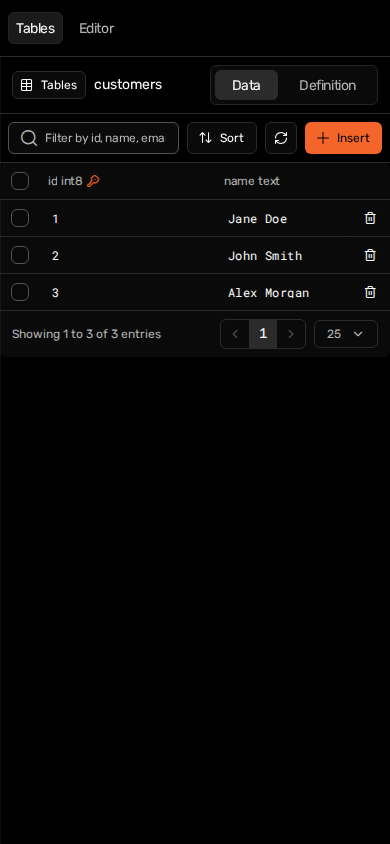 Tables Editor
Tables customers Data Definition
Filter by id, name, ema Sort Insert
id int8 name text
1 Jane Doe
2 John Smith
3 Alex Morgan
Showing 1 to 3 of 3 entries 1 25